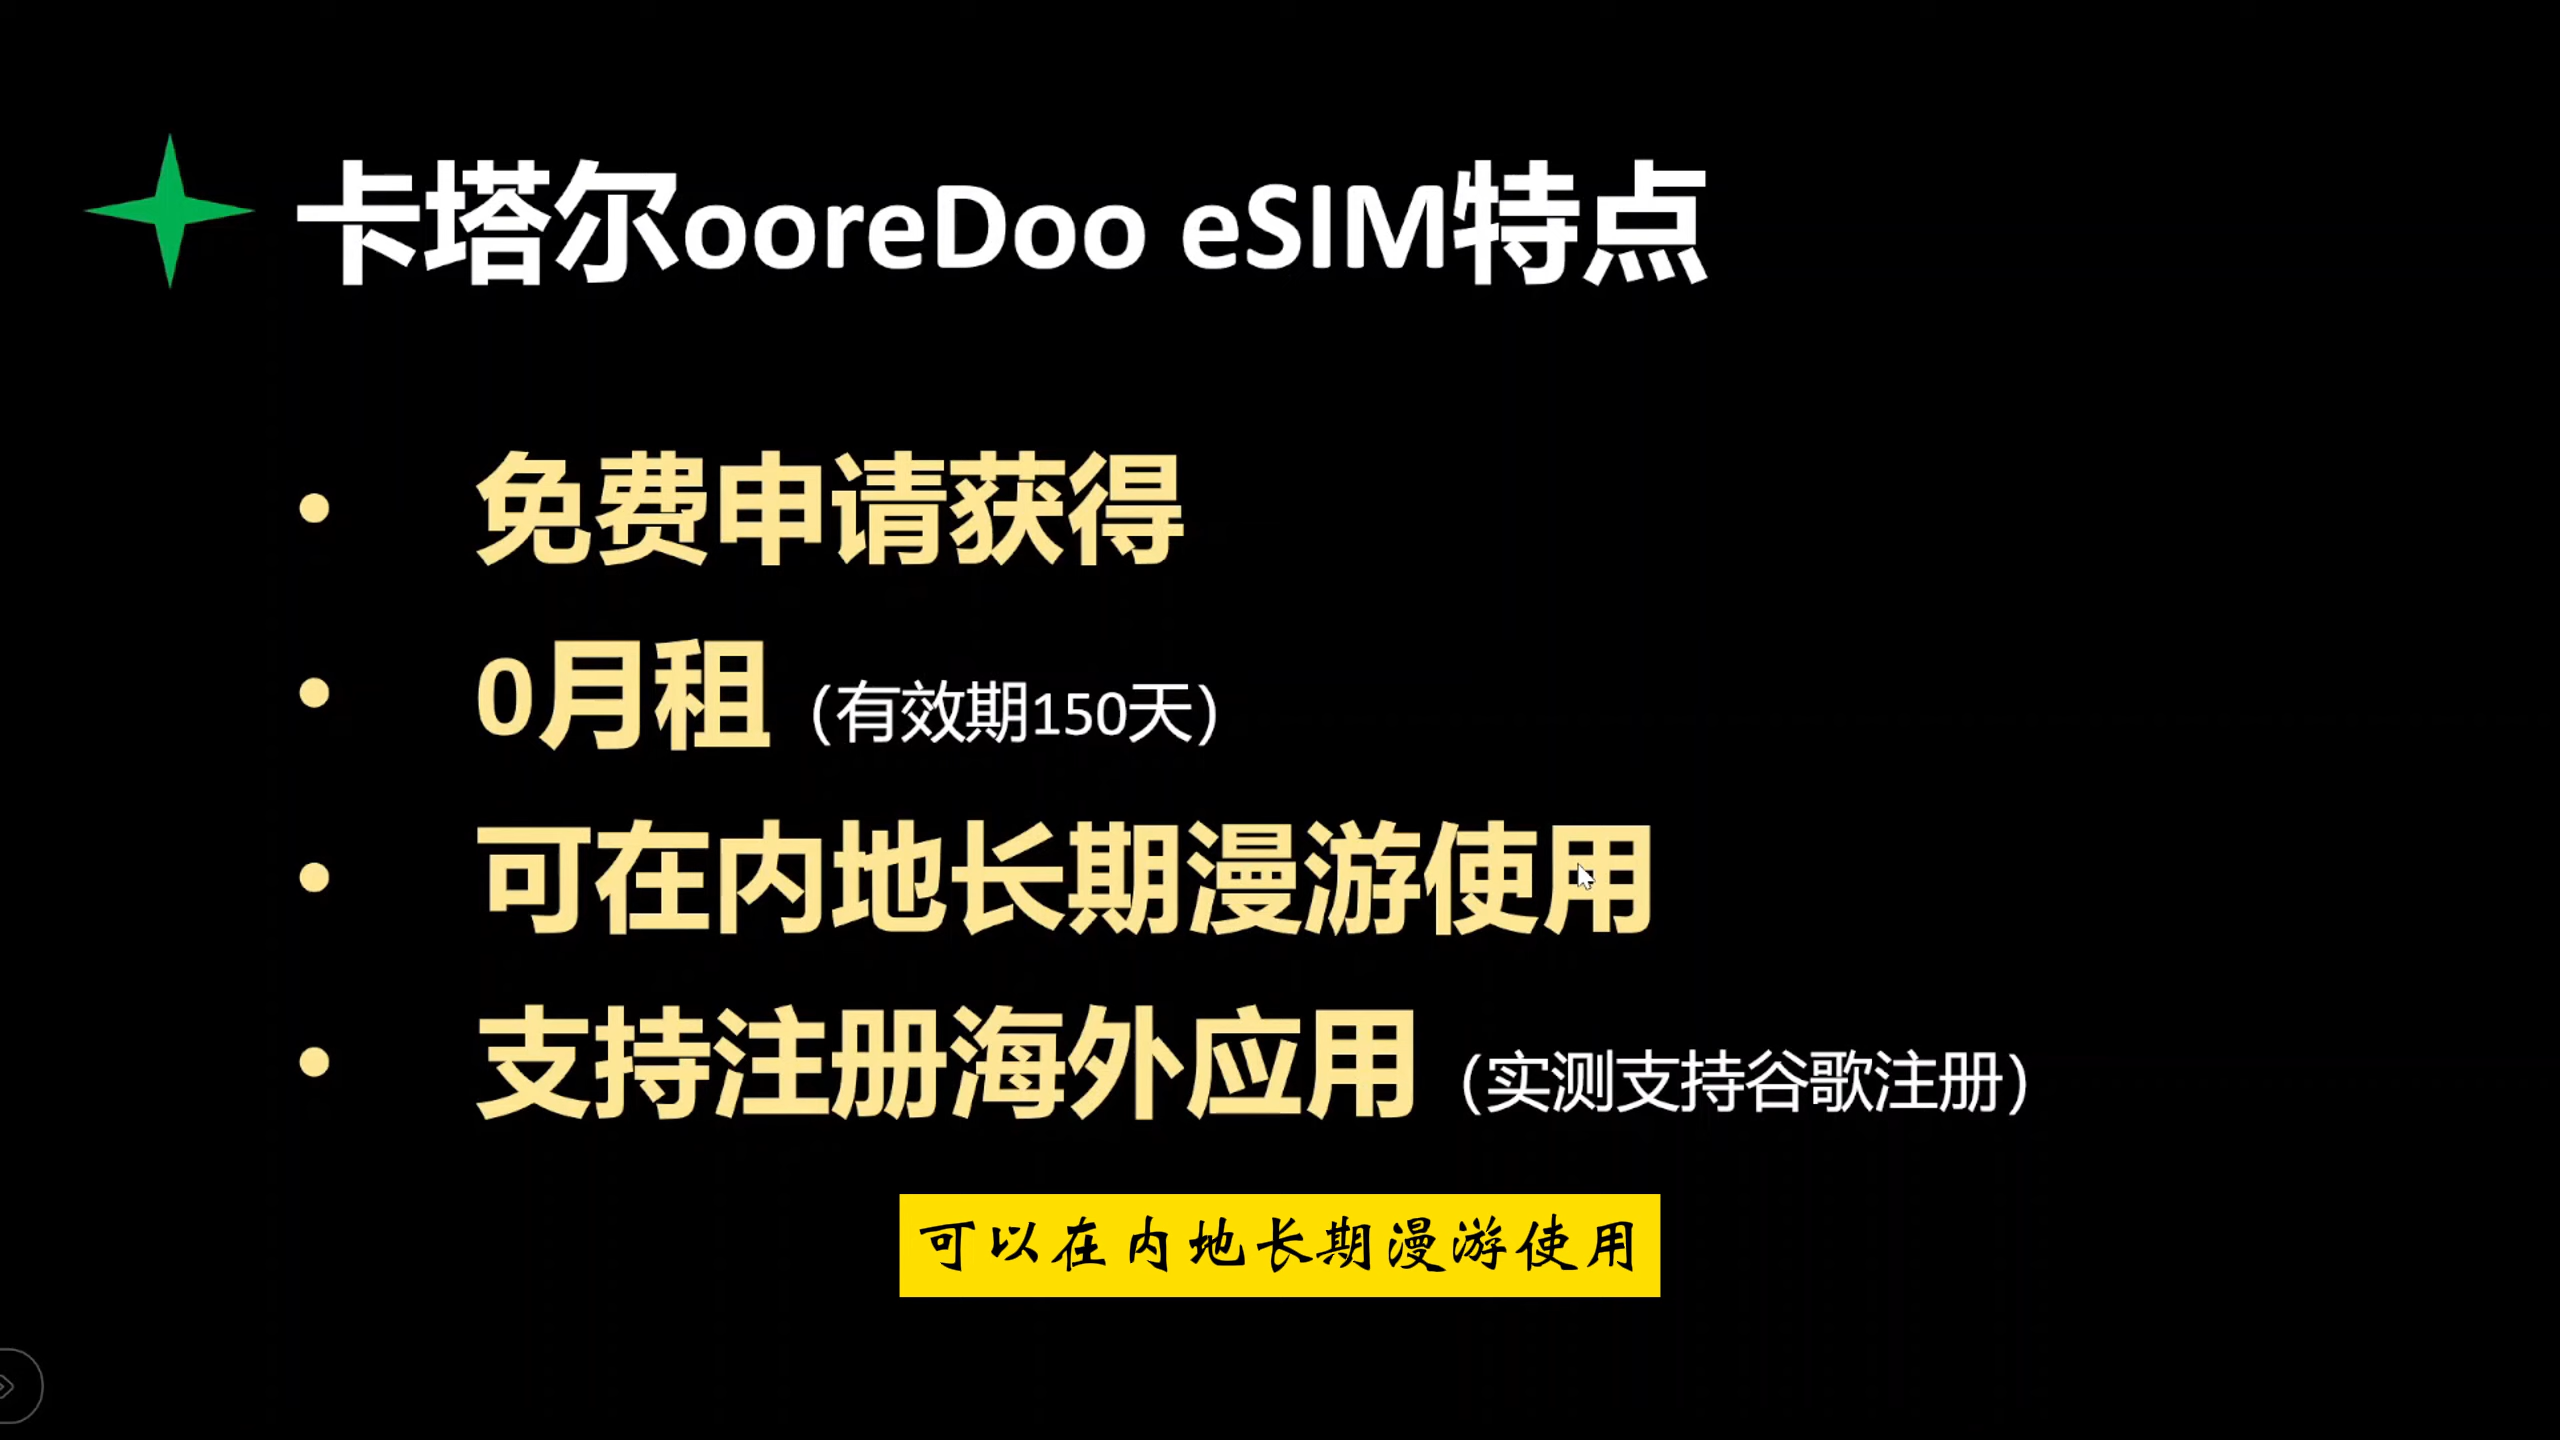 卡塔尔ooreDoo eSIM特点
• 免费申请获得
• 0月租（有效期150天）
• 可在内地长期漫游使用
• 支持注册海外应用（实测支持谷歌注册）
可以在内地长期漫游使用